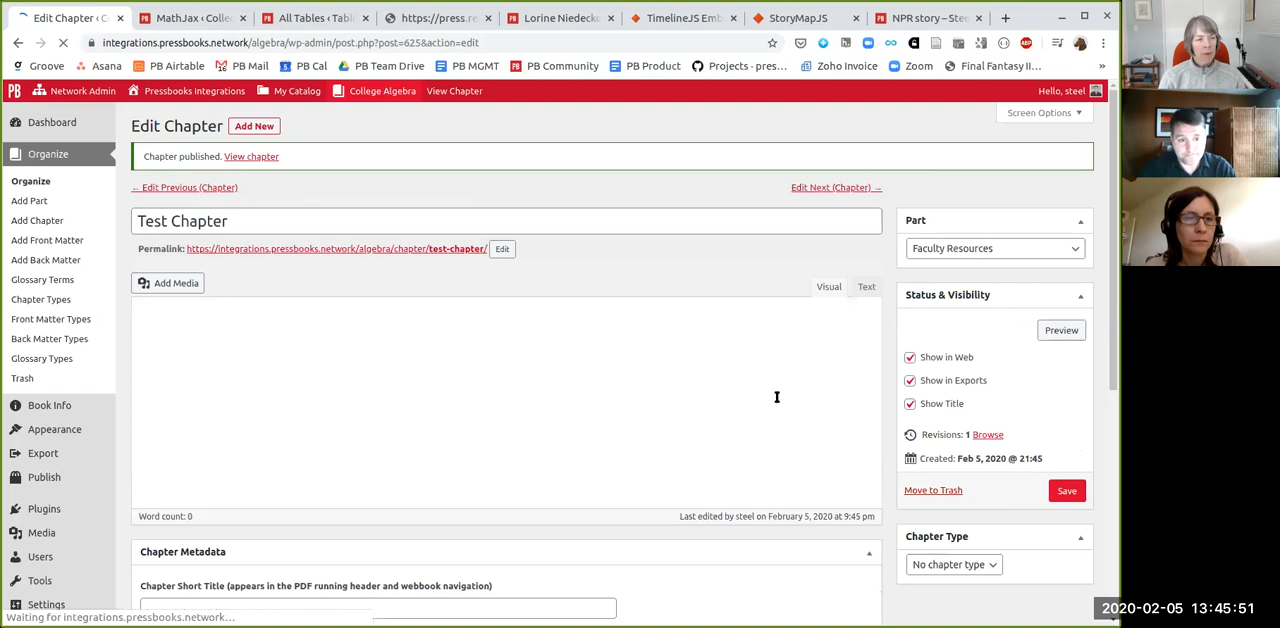 Edit Chapter ‹ Co
MathJax ‹ Collec
All Tables ‹ Tabl
https://press.re
Lorine Niedecke
TimelineJS Emb
StoryMapJS
NPR story – Stee
integrations.pressbooks.network/algebra/wp-admin/post.php?post=625&action=edit
Groove
Asana
PB Airtable
PB Mail
PB Cal
PB Team Drive
PB MGMT
PB Community
PB Product
Projects · pres...
Zoho Invoice
Zoom
Final Fantasy II...
PB
Network Admin
Pressbooks Integrations
My Catalog
College Algebra
View Chapter
Hello, steel
Dashboard
Organize
Organize
Add Part
Add Chapter
Add Front Matter
Add Back Matter
Glossary Terms
Chapter Types
Front Matter Types
Back Matter Types
Glossary Types
Trash
Book Info
Appearance
Export
Publish
Plugins
Media
Users
Tools
Settings
Waiting for integrations.pressbooks.network...
Edit Chapter
Add New
Screen Options ▼
Chapter published. View chapter
← Edit Previous (Chapter)
Edit Next (Chapter) →
Test Chapter
Permalink: https://integrations.pressbooks.network/algebra/chapter/test-chapter/ Edit
Add Media
Visual
Text
Word count: 0
Last edited by steel on February 5, 2020 at 9:45 pm
Chapter Metadata
Chapter Short Title (appears in the PDF running header and webbook navigation)
Part
Faculty Resources
Status & Visibility
Preview
Show in Web
Show in Exports
Show Title
Revisions: 1 Browse
Created: Feb 5, 2020 @ 21:45
Move to Trash
Save
Chapter Type
No chapter type
2020-02-05 13:45:51